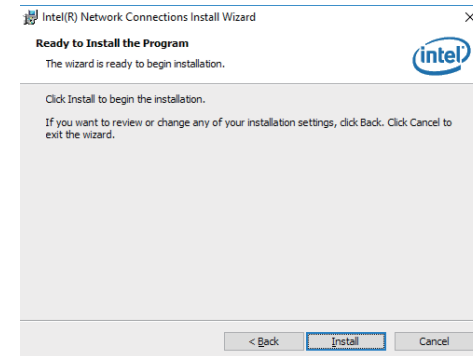 Intel(R) Network Connections Install Wizard
Ready to Install the Program
The wizard is ready to begin installation.
intel
Click Install to begin the installation.
If you want to review or change any of your installation settings, click Back. Click Cancel to
exit the wizard.
< Back Install Cancel